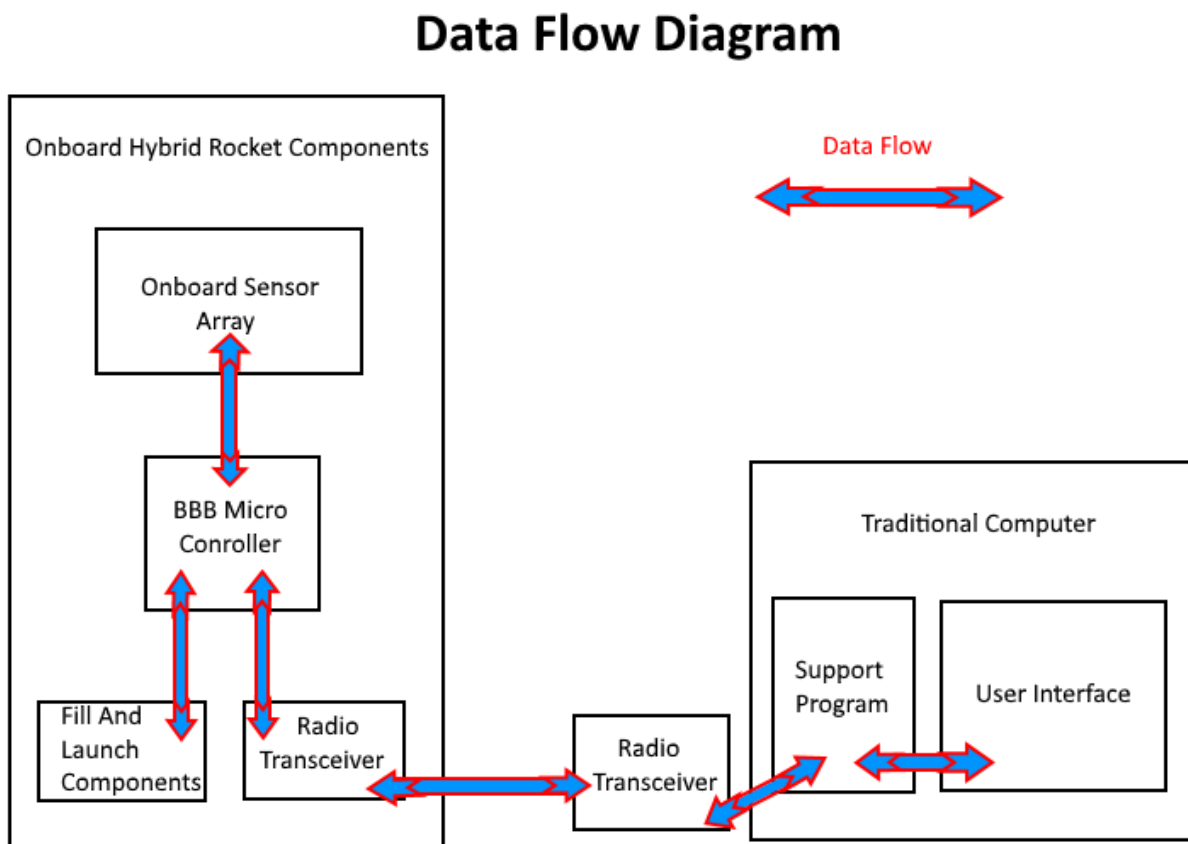 Data Flow Diagram
Onboard Hybrid Rocket Components
Data Flow
Onboard Sensor
Array
BBB Micro
Conroller
Traditional Computer
Fill And
Launch
Components
Radio
Transceiver
Radio
Transceiver
Support
Program
User Interface